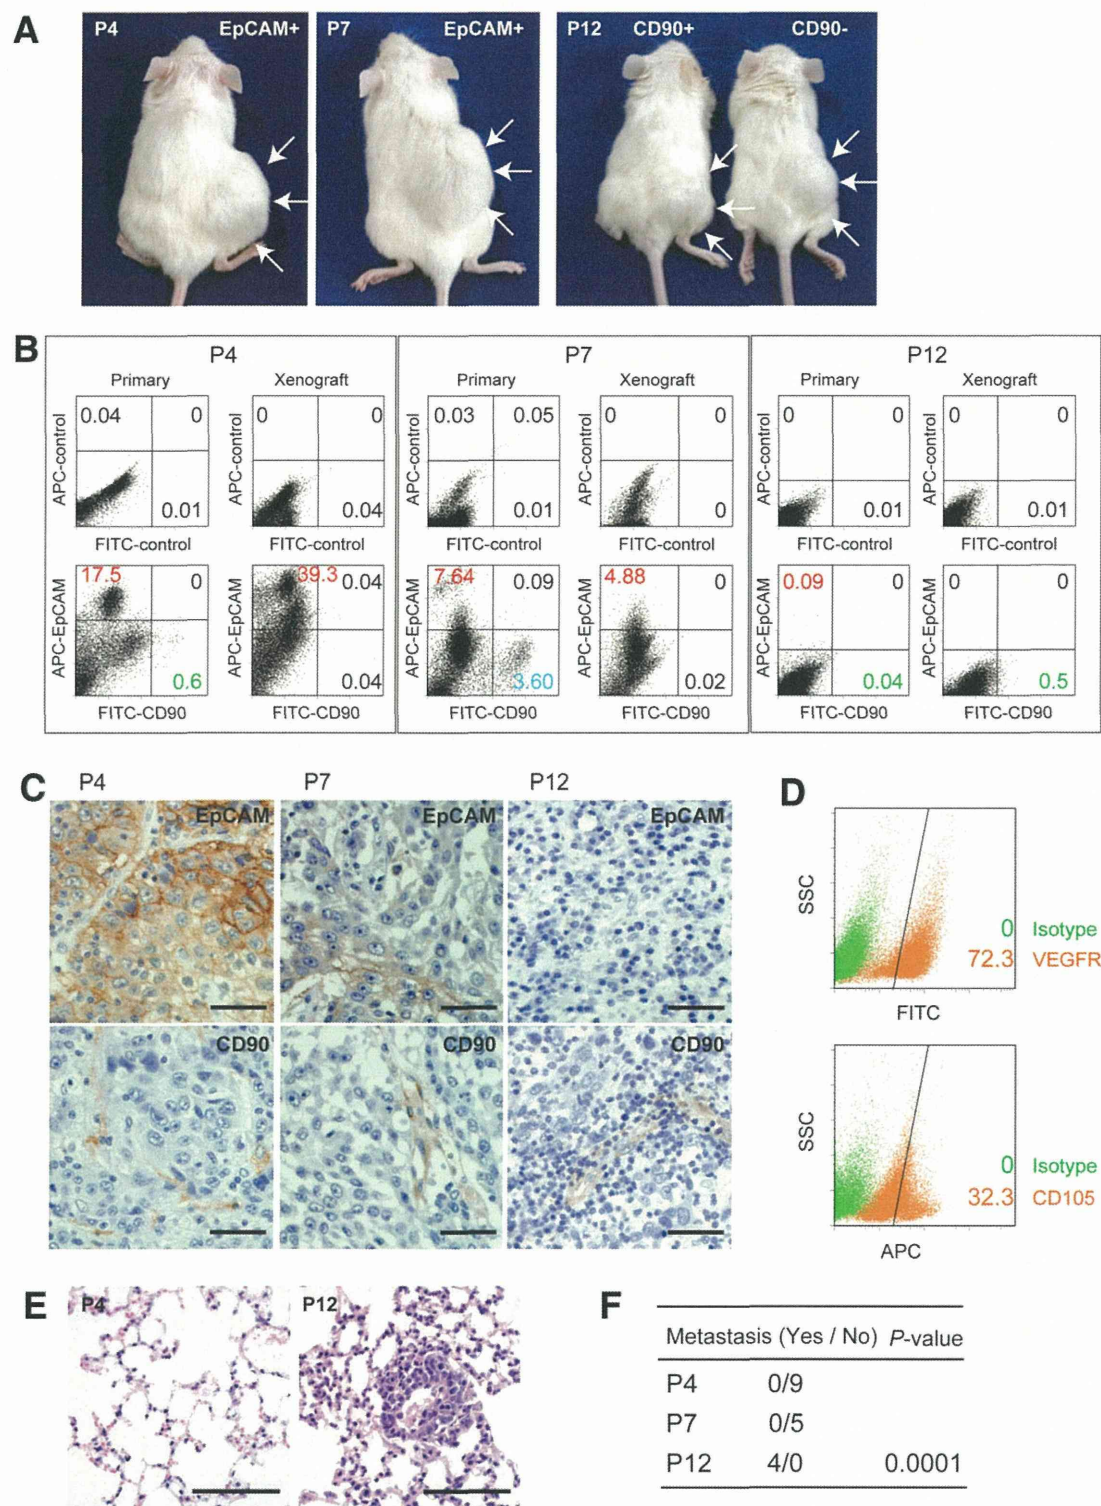 A
P4 EpCAM+
P7 EpCAM+
P12 CD90+ CD90-
B
P4 P7 P12
Primary Xenograft Primary Xenograft Primary Xenograft
APC-control 0.04 0 0.01 FITC-control
APC-control 0 0 0.04 FITC-control
APC-control 0.03 0.05 0.01 FITC-control
APC-control 0 0 0 FITC-control
APC-control 0 0 0.01 FITC-control
APC-control 0 0 0.01 FITC-control
APC-EpCAM 17.5 0 0.6 FITC-CD90
APC-EpCAM 39.3 0.04 0.04 FITC-CD90
APC-EpCAM 7.64 0.09 3.60 FITC-CD90
APC-EpCAM 4.88 0 0.02 FITC-CD90
APC-EpCAM 0.09 0 0.04 FITC-CD90
APC-EpCAM 0 0 0.5 FITC-CD90
C
P4 P7 P12
EpCAM EpCAM EpCAM
CD90 CD90 CD90
D
SSC
0 Isotype
72.3 VEGFR
FITC
SSC
0 Isotype
32.3 CD105
APC
E
P4 P12
F
Metastasis (Yes / No) P-value
P4 0/9
P7 0/5
P12 4/0 0.0001